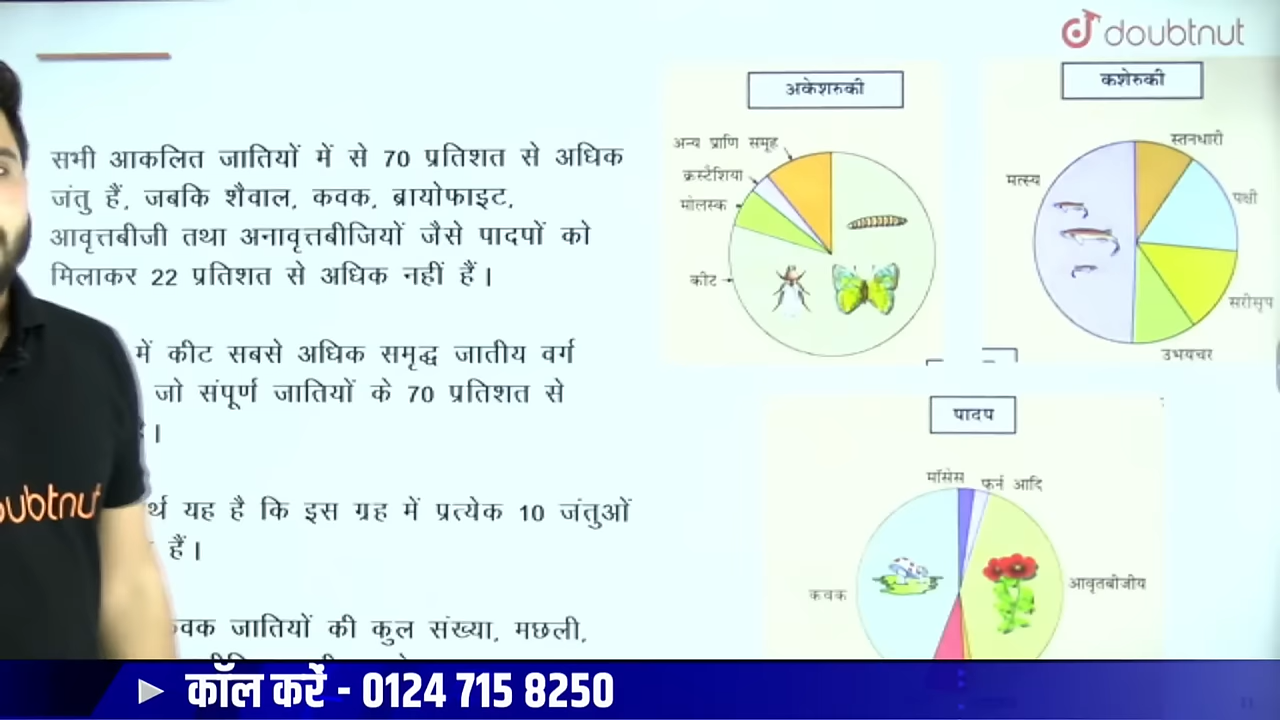 doubtnut
सभी आकलित जातियों में से 70 प्रतिशत से अधिक
जंतु हैं, जबकि शैवाल, कवक, ब्रायोफाइट,
आवृत्तबीजी तथा अनावृत्तबीजियों जैसे पादपों को
मिलाकर 22 प्रतिशत से अधिक नहीं हैं।
में कीट सबसे अधिक समृद्ध जातीय वर्ग
जो संपूर्ण जातियों के 70 प्रतिशत से
यह है कि इस ग्रह में प्रत्येक 10 जंतुओं
हैं।
जातियों की कुल संख्या, मछली,
अकेशरुकी
अन्य प्राणि समूह
क्रस्टेशिया
मोलस्क
कीट
कशेरुकी
स्तनधारी
मत्स्य
पक्षी
सरीसृप
उभयचर
पादप
मॉसेस
फर्न आदि
कवक
आवृतबीजीय
oubtnut
कॉल करें - 0124 715 8250